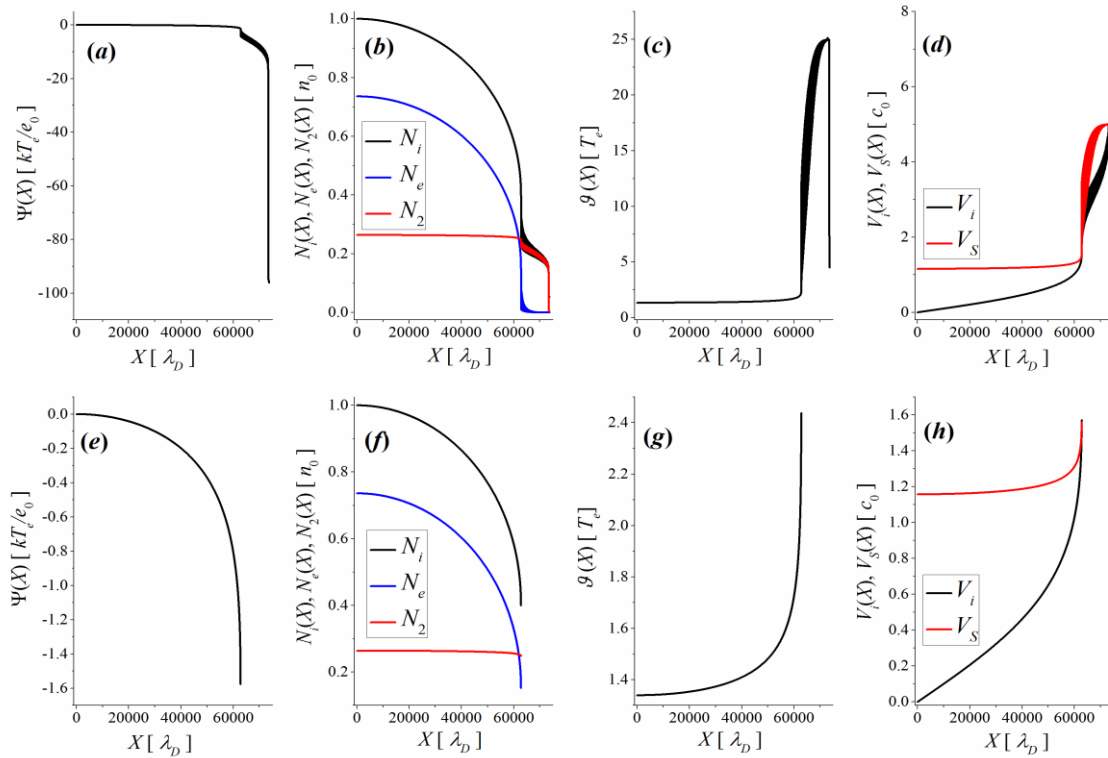 (a)
Ψ(X) [ kT_e/e_0 ]
0
-20
-40
-60
-80
-100
0 20000 40000 60000
X [ λ_D ]
(b)
N_i(X), N_e(X), N_2(X) [ n_0 ]
1.0
0.8
0.6
0.4
0.2
0.0
N_i
N_e
N_2
0 20000 40000 60000
X [ λ_D ]
(c)
ϑ(X) [ T_e ]
25
20
15
10
5
0
0 20000 40000 60000
X [ λ_D ]
(d)
V_i(X), V_S(X) [ c_0 ]
8
6
4
2
0
V_i
V_S
0 20000 40000 60000
X [ λ_D ]
(e)
Ψ(X) [ kT_e/e_0 ]
0.0
-0.2
-0.4
-0.6
-0.8
-1.0
-1.2
-1.4
-1.6
0 20000 40000 60000
X [ λ_D ]
(f)
N_i(X), N_e(X), N_2(X) [ n_0 ]
1.0
0.8
0.6
0.4
0.2
N_i
N_e
N_2
0 20000 40000 60000
X [ λ_D ]
(g)
ϑ(X) [ T_e ]
2.4
2.2
2.0
1.8
1.6
1.4
0 20000 40000 60000
X [ λ_D ]
(h)
V_i(X), V_S(X) [ c_0 ]
1.6
1.4
1.2
1.0
0.8
0.6
0.4
0.2
0.0
V_i
V_S
0 20000 40000 60000
X [ λ_D ]